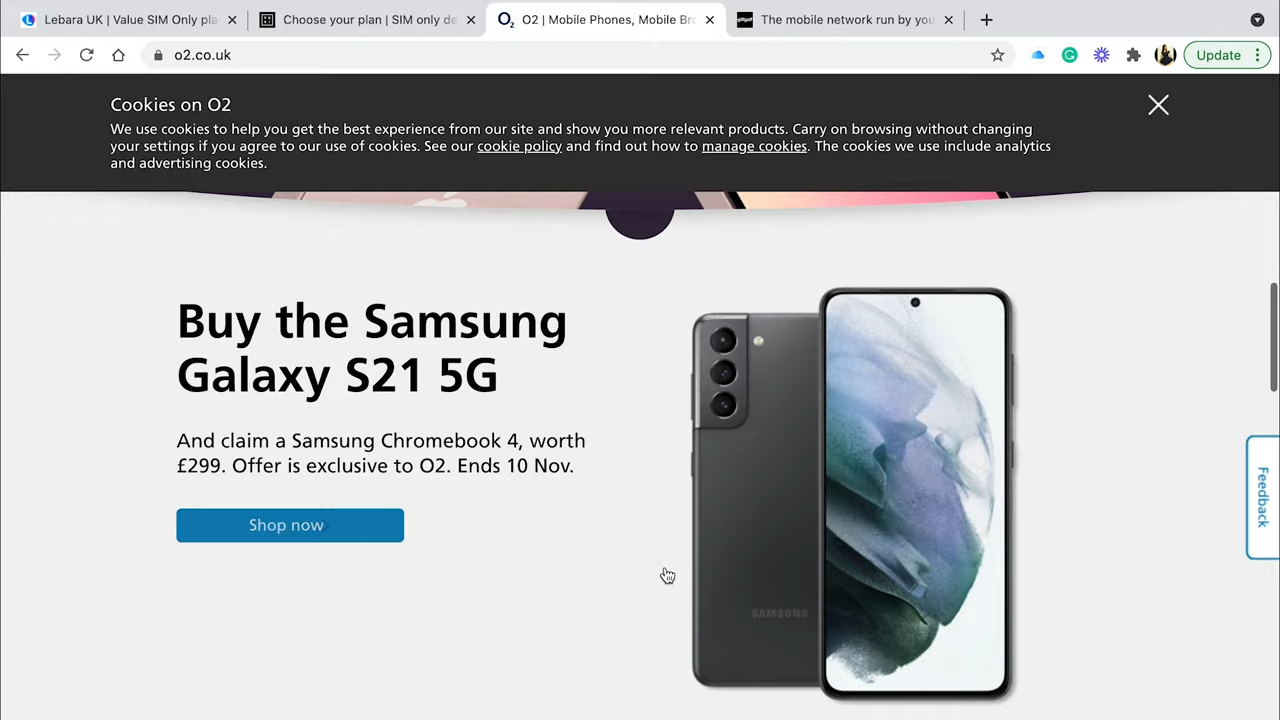 Lebara UK | Value SIM Only pla
Choose your plan | SIM only de
O2 | Mobile Phones, Mobile Bro
The mobile network run by you
o2.co.uk
Update
Cookies on O2
We use cookies to help you get the best experience from our site and show you more relevant products. Carry on browsing without changing
your settings if you agree to our use of cookies. See our cookie policy and find out how to manage cookies. The cookies we use include analytics
and advertising cookies.
Buy the Samsung
Galaxy S21 5G
And claim a Samsung Chromebook 4, worth
£299. Offer is exclusive to O2. Ends 10 Nov.
Shop now
SAMSUNG
Feedback